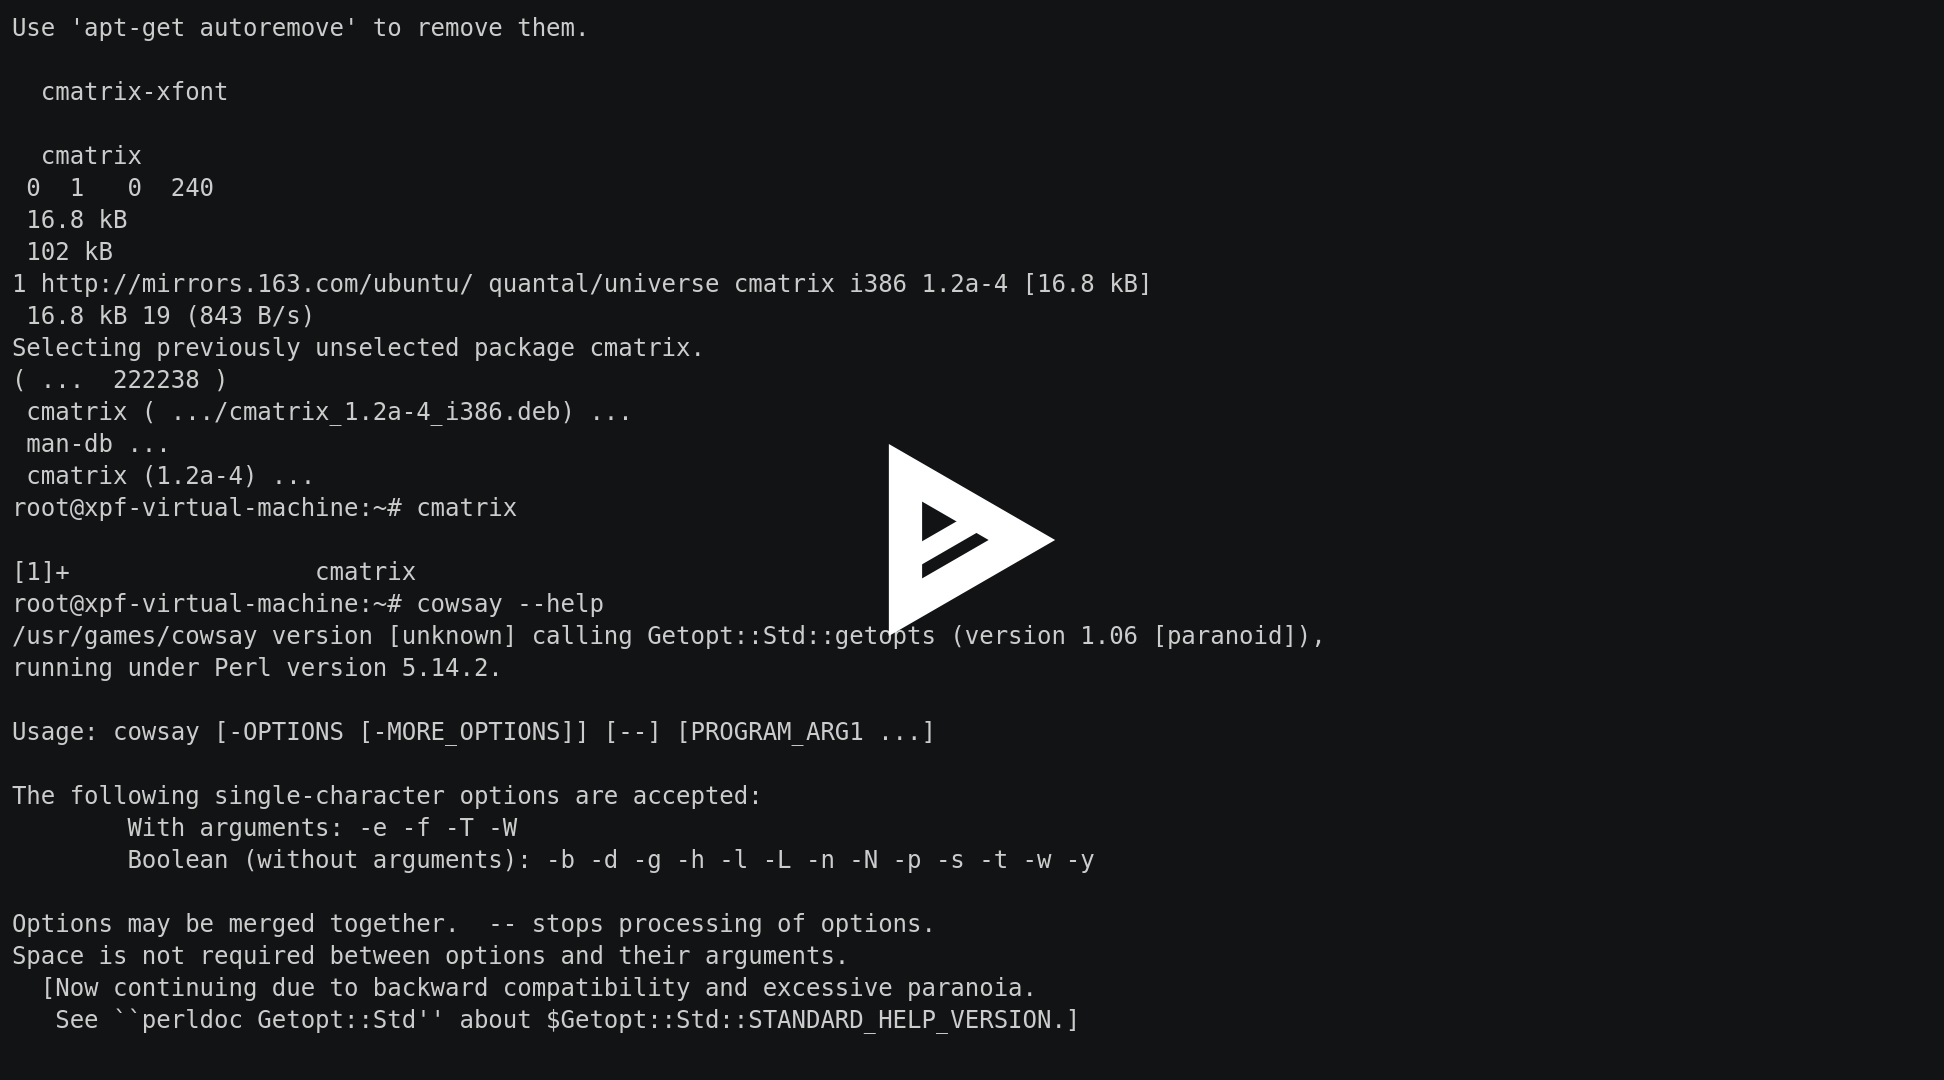 Use 'apt-get autoremove' to remove them.
  cmatrix-xfont
  cmatrix
 0  1   0  240
 16.8 kB
 102 kB
1 http://mirrors.163.com/ubuntu/ quantal/universe cmatrix i386 1.2a-4 [16.8 kB]
 16.8 kB 19 (843 B/s)
Selecting previously unselected package cmatrix.
( ...  222238 )
 cmatrix ( .../cmatrix_1.2a-4_i386.deb) ...
 man-db ...
 cmatrix (1.2a-4) ...
root@xpf-virtual-machine:~# cmatrix
[1]+                 cmatrix
root@xpf-virtual-machine:~# cowsay --help
/usr/games/cowsay version [unknown] calling Getopt::Std::getopts (version 1.06 [paranoid]),
running under Perl version 5.14.2.
Usage: cowsay [-OPTIONS [-MORE_OPTIONS]] [--] [PROGRAM_ARG1 ...]
The following single-character options are accepted:
        With arguments: -e -f -T -W
        Boolean (without arguments): -b -d -g -h -l -L -n -N -p -s -t -w -y
Options may be merged together.  -- stops processing of options.
Space is not required between options and their arguments.
  [Now continuing due to backward compatibility and excessive paranoia.
   See ``perldoc Getopt::Std'' about $Getopt::Std::STANDARD_HELP_VERSION.]